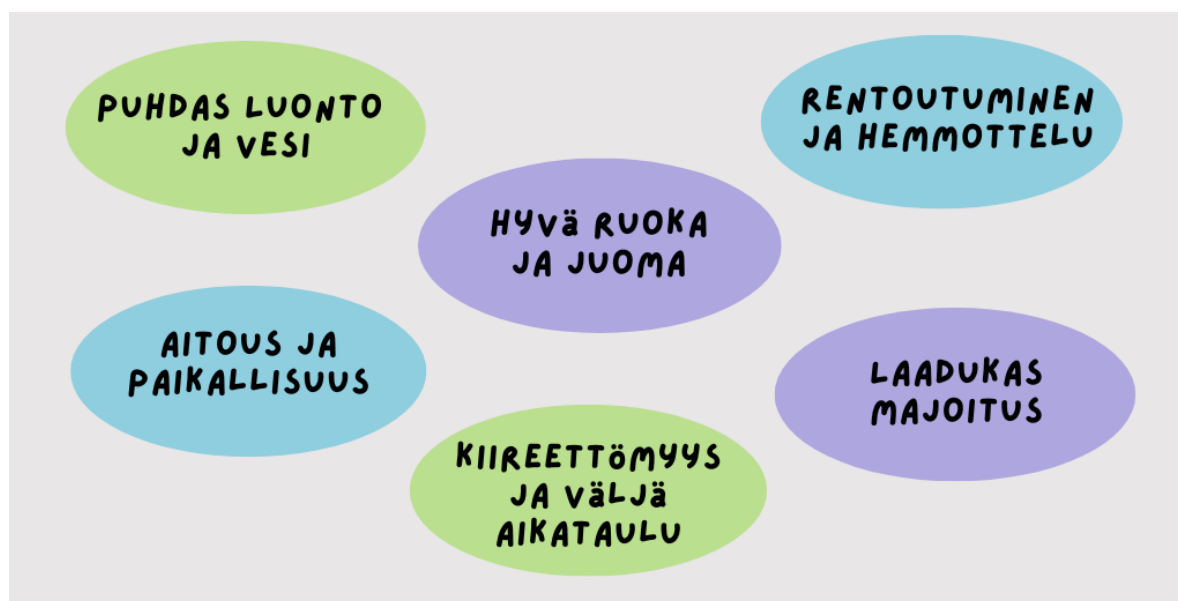 PUHDAS LUONTO
JA VESI
RENTOUTUMINEN
JA HEMMOTTELU
HYVÄ RUOKA
JA JUOMA
AITOUS JA
PAIKALLISUUS
LAADUKAS
MAJOITUS
KIIREETTÖMYYS
JA VÄLJÄ
AIKATAULU